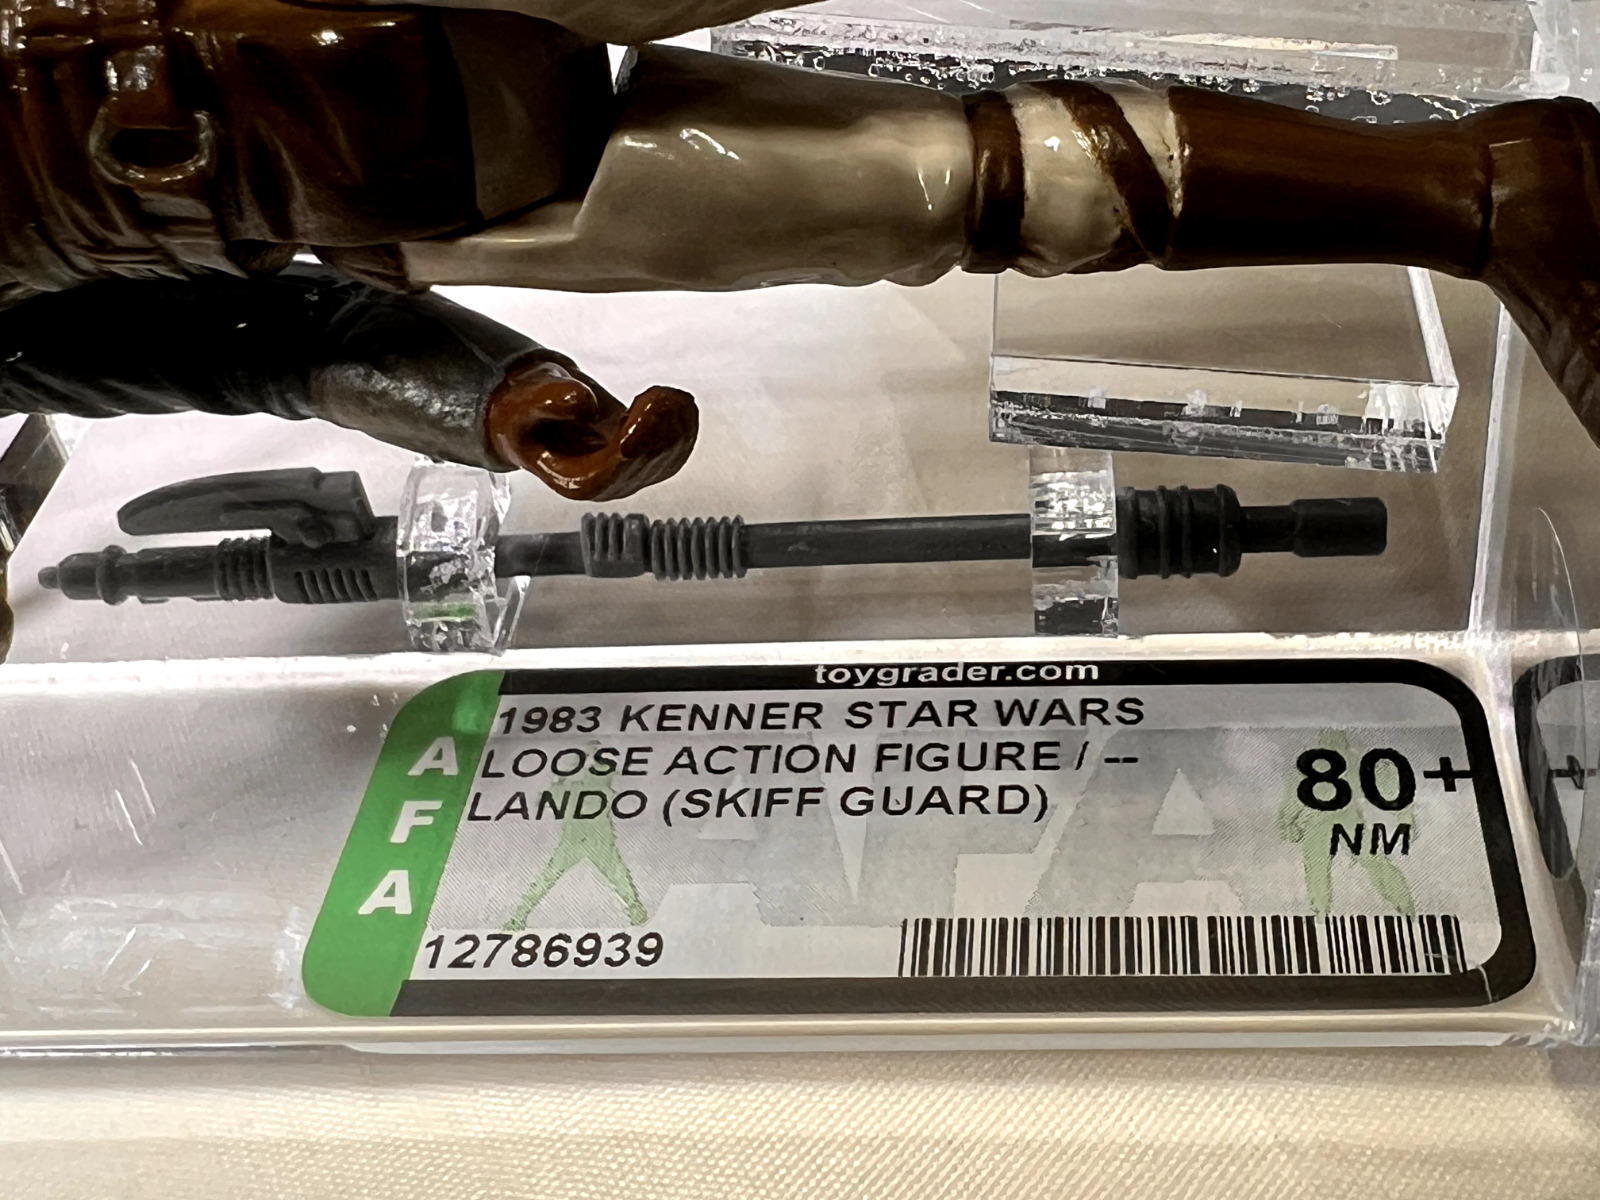 toygrader.com
1983 KENNER STAR WARS
LOOSE ACTION FIGURE / --
LANDO (SKIFF GUARD)
80+
NM
AFA
12786939